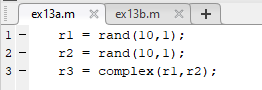 ex13a.m × ex13b.m × +
1 – r1 = rand(10,1);
2 – r2 = rand(10,1);
3 – r3 = complex(r1,r2);